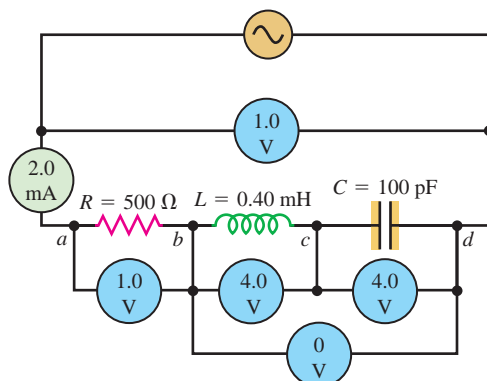 1.0
V
2.0
mA
R = 500 Ω
L = 0.40 mH
C = 100 pF
a
b
c
d
1.0
V
4.0
V
4.0
V
0
V